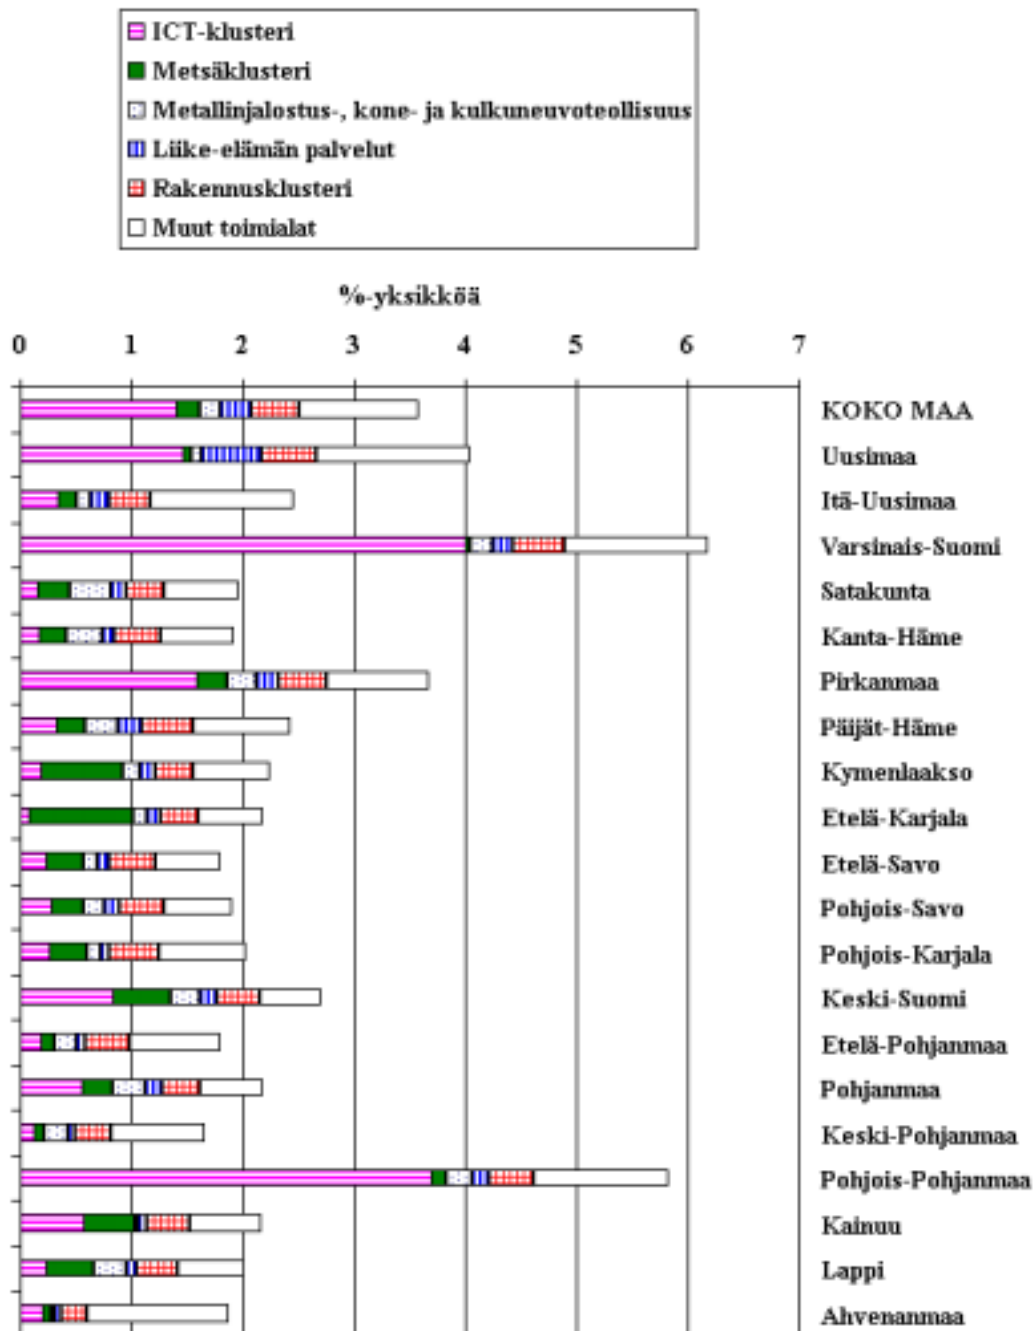 ICT-klusteri
Metsäklusteri
Metallinjalostus-, kone- ja kulkuneuvoteollisuus
Liike-elämän palvelut
Rakennusklusteri
Muut toimialat
%-yksikköä
0 1 2 3 4 5 6 7
KOKO MAA
Uusimaa
Itä-Uusimaa
Varsinais-Suomi
Satakunta
Kanta-Häme
Pirkanmaa
Päijät-Häme
Kymenlaakso
Etelä-Karjala
Etelä-Savo
Pohjois-Savo
Pohjois-Karjala
Keski-Suomi
Etelä-Pohjanmaa
Pohjanmaa
Keski-Pohjanmaa
Pohjois-Pohjanmaa
Kainuu
Lappi
Ahvenanmaa